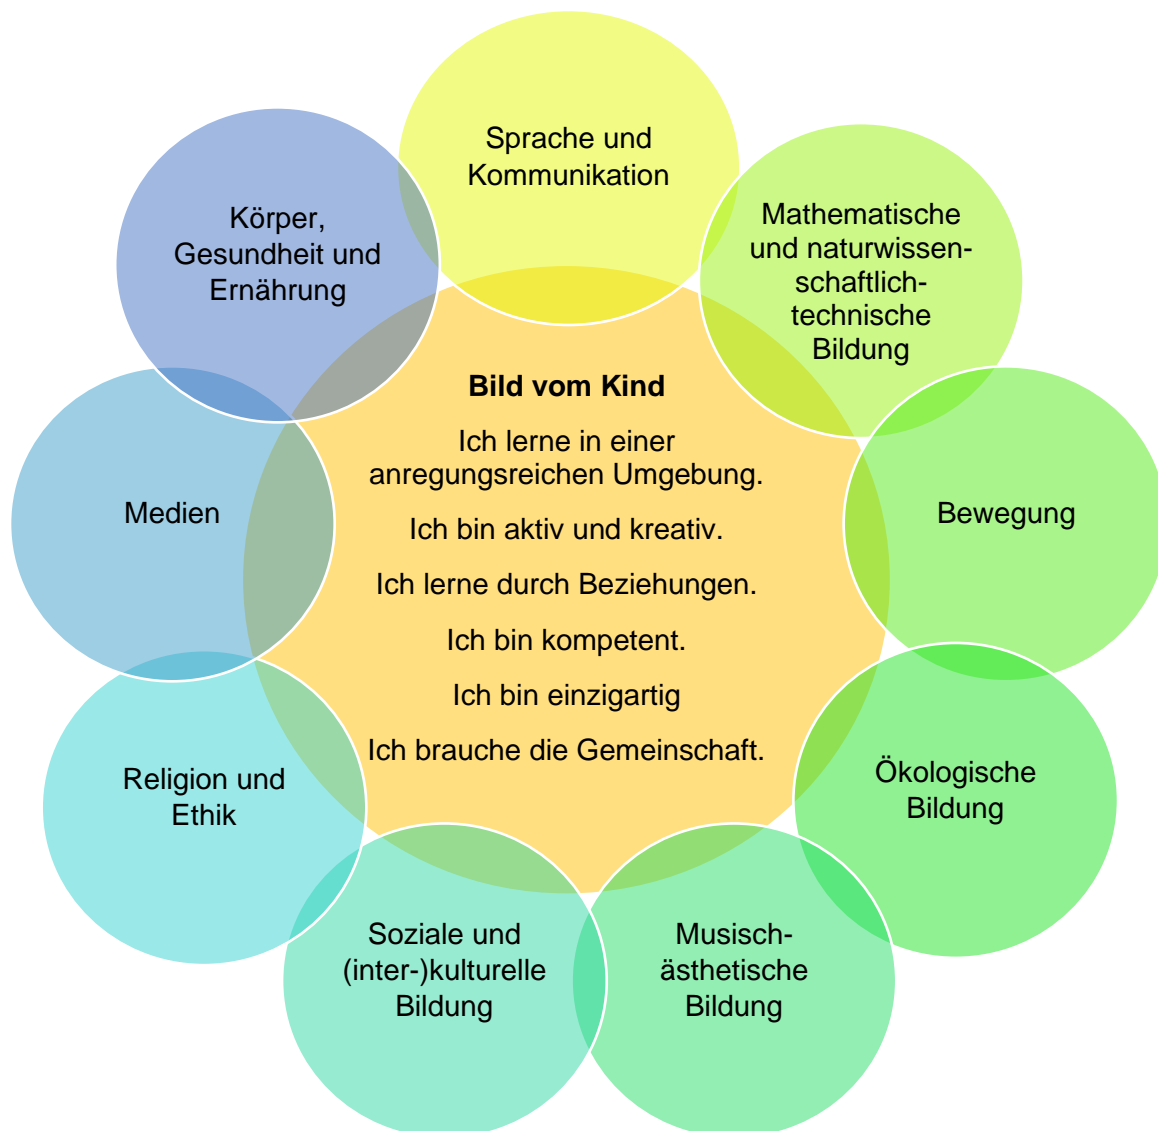 Sprache und
Kommunikation
Mathematische
und naturwissen-
schaftlich-
technische
Bildung
Bewegung
Ökologische
Bildung
Musisch-
ästhetische
Bildung
Soziale und
(inter-)kulturelle
Bildung
Religion und
Ethik
Medien
Körper,
Gesundheit und
Ernährung
Bild vom Kind
Ich lerne in einer
anregungsreichen Umgebung.
Ich bin aktiv und kreativ.
Ich lerne durch Beziehungen.
Ich bin kompetent.
Ich bin einzigartig
Ich brauche die Gemeinschaft.